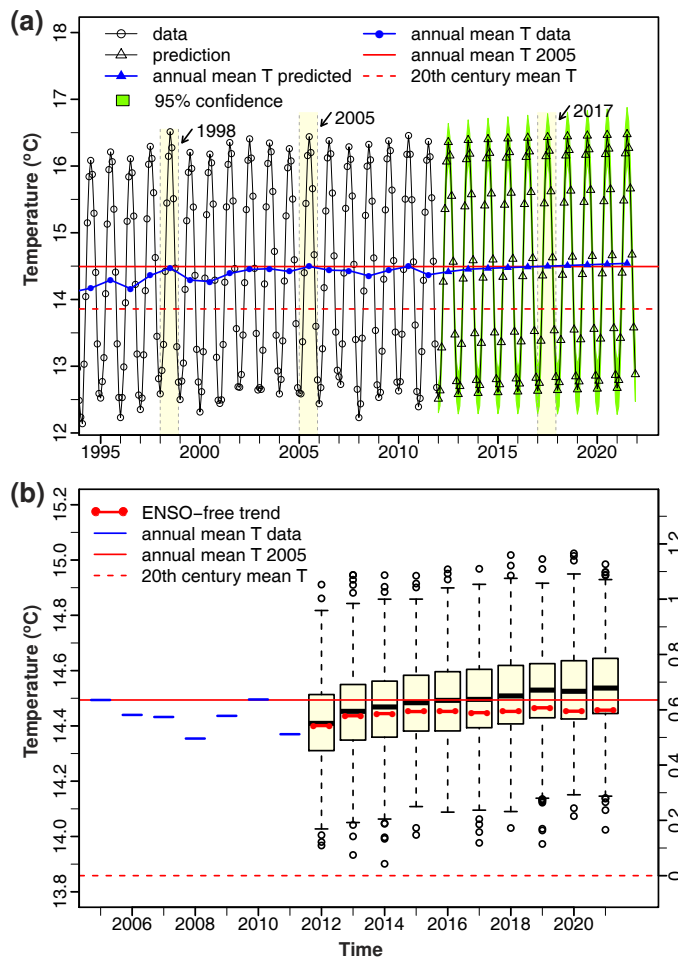 (a)
data
prediction
annual mean T predicted
95% confidence
annual mean T data
annual mean T 2005
20th century mean T
1998
2005
2017
Temperature (°C)
18
17
16
15
14
13
12
1995
2000
2005
2010
2015
2020
(b)
ENSO−free trend
annual mean T data
annual mean T 2005
20th century mean T
Temperature (°C)
15.2
15.0
14.8
14.6
14.4
14.2
14.0
13.8
1.2
1
0.8
0.6
0.4
0.2
0
2006
2008
2010
2012
2014
2016
2018
2020
Time